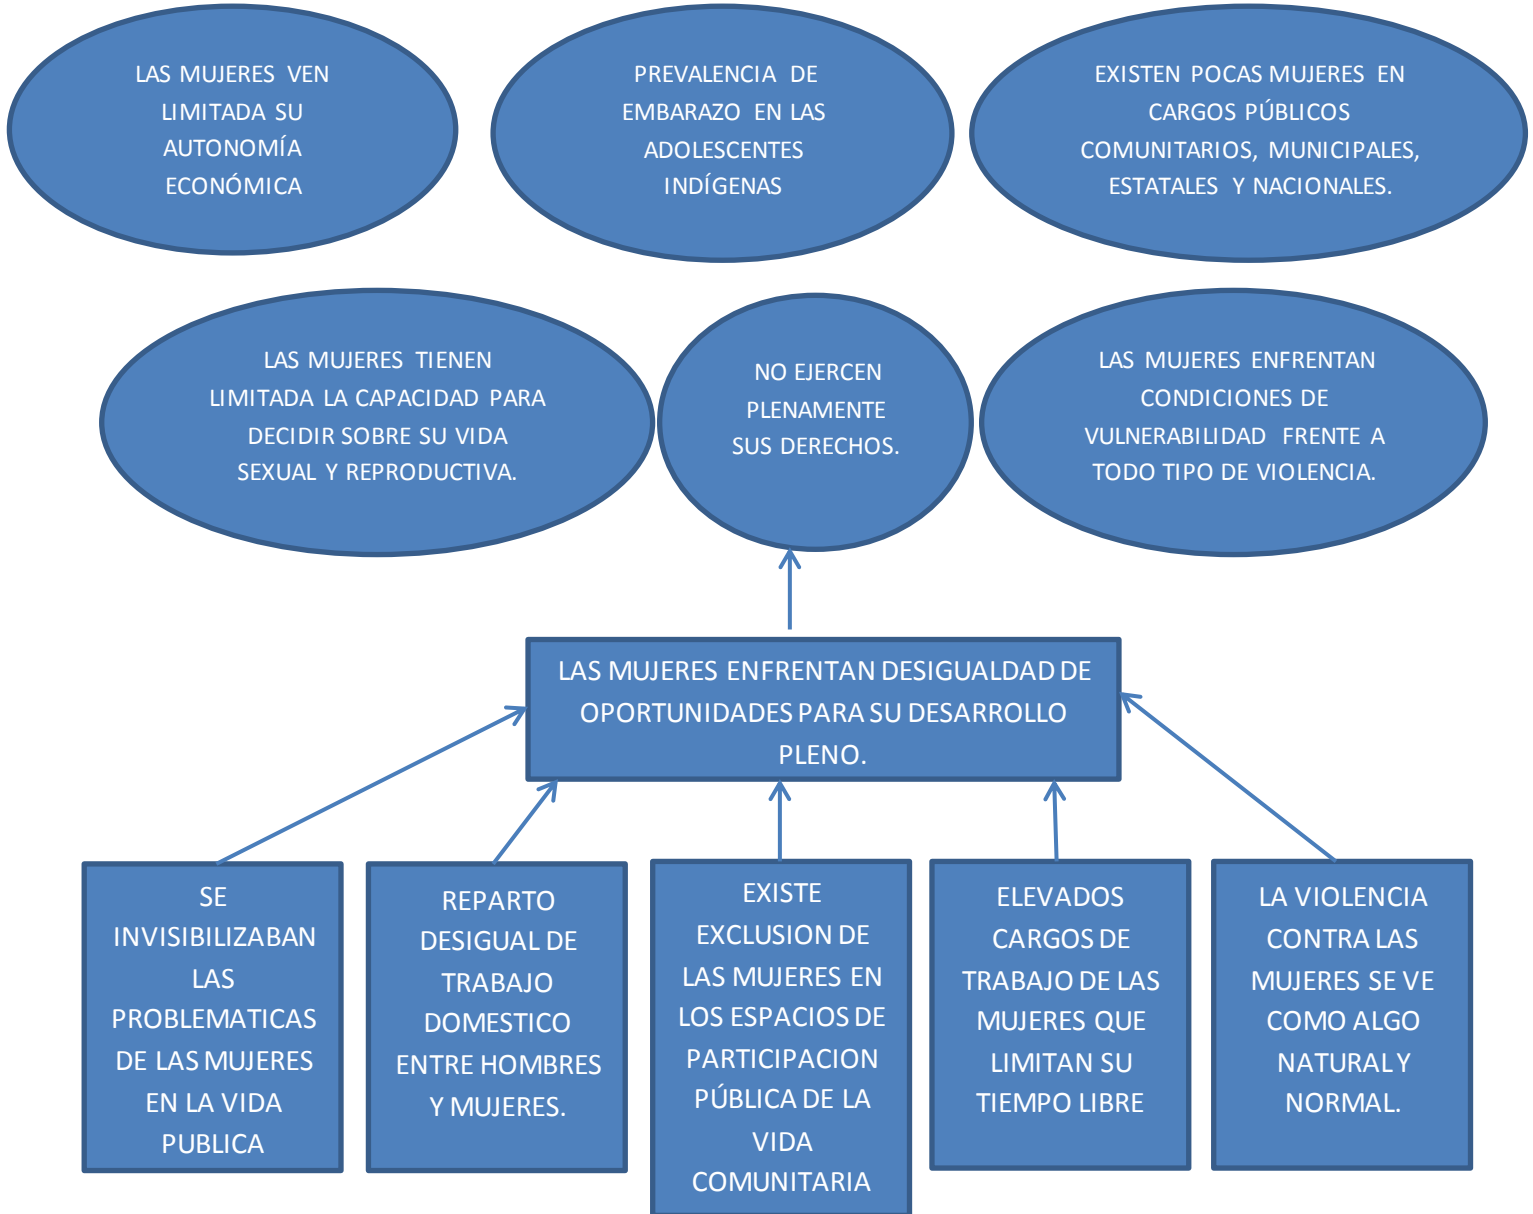 LAS MUJERES VEN
LIMITADA SU
AUTONOMÍA
ECONÓMICA
PREVALENCIA DE
EMBARAZO EN LAS
ADOLESCENTES
INDÍGENAS
EXISTEN POCAS MUJERES EN
CARGOS PÚBLICOS
COMUNITARIOS, MUNICIPALES,
ESTATALES Y NACIONALES.
LAS MUJERES TIENEN
LIMITADA LA CAPACIDAD PARA
DECIDIR SOBRE SU VIDA
SEXUAL Y REPRODUCTIVA.
NO EJERCEN
PLENAMENTE
SUS DERECHOS.
LAS MUJERES ENFRENTAN
CONDICIONES DE
VULNERABILIDAD FRENTE A
TODO TIPO DE VIOLENCIA.
LAS MUJERES ENFRENTAN DESIGUALDAD DE
OPORTUNIDADES PARA SU DESARROLLO
PLENO.
SE
INVISIBILIZABAN
LAS
PROBLEMATICAS
DE LAS MUJERES
EN LA VIDA
PUBLICA
REPARTO
DESIGUAL DE
TRABAJO
DOMESTICO
ENTRE HOMBRES
Y MUJERES.
EXISTE
EXCLUSION DE
LAS MUJERES EN
LOS ESPACIOS DE
PARTICIPACION
PÚBLICA DE LA
VIDA
COMUNITARIA
ELEVADOS
CARGOS DE
TRABAJO DE LAS
MUJERES QUE
LIMITAN SU
TIEMPO LIBRE
LA VIOLENCIA
CONTRA LAS
MUJERES SE VE
COMO ALGO
NATURAL Y
NORMAL.